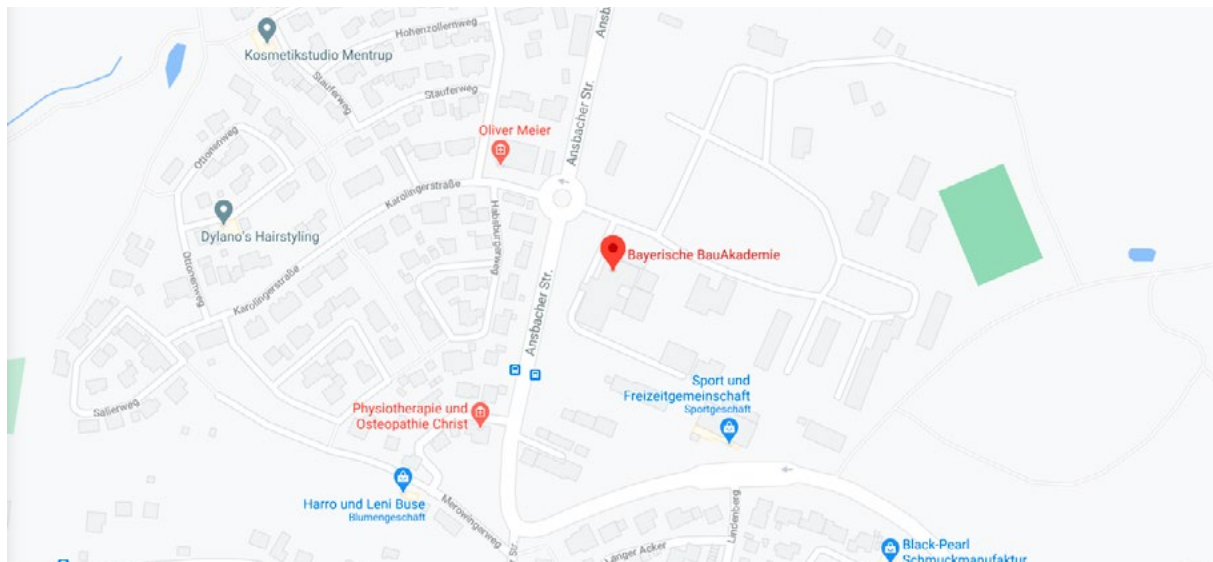 Hohenzollernweg
Ansb
Kosmetikstudio Mentrup
Stauferweg
Stauferweg
Ansbacher Str.
Oliver Meier
Ottonenweg
Karolingerstraße
Habsburgerweg
Dylano's Hairstyling
Bayerische BauAkademie
Ottonenweg
Karolingerstraße
Ansbacher Str.
Sport und
Freizeitgemeinschaft
Sportgeschäft
Salierweg
Physiotherapie und
Osteopathie Christ
Harro und Leni Buse
Blumengeschäft
Merowingerweg
Lindenberg
Str.
Langer Acker
Black-Pearl
Schmuckmanufaktur